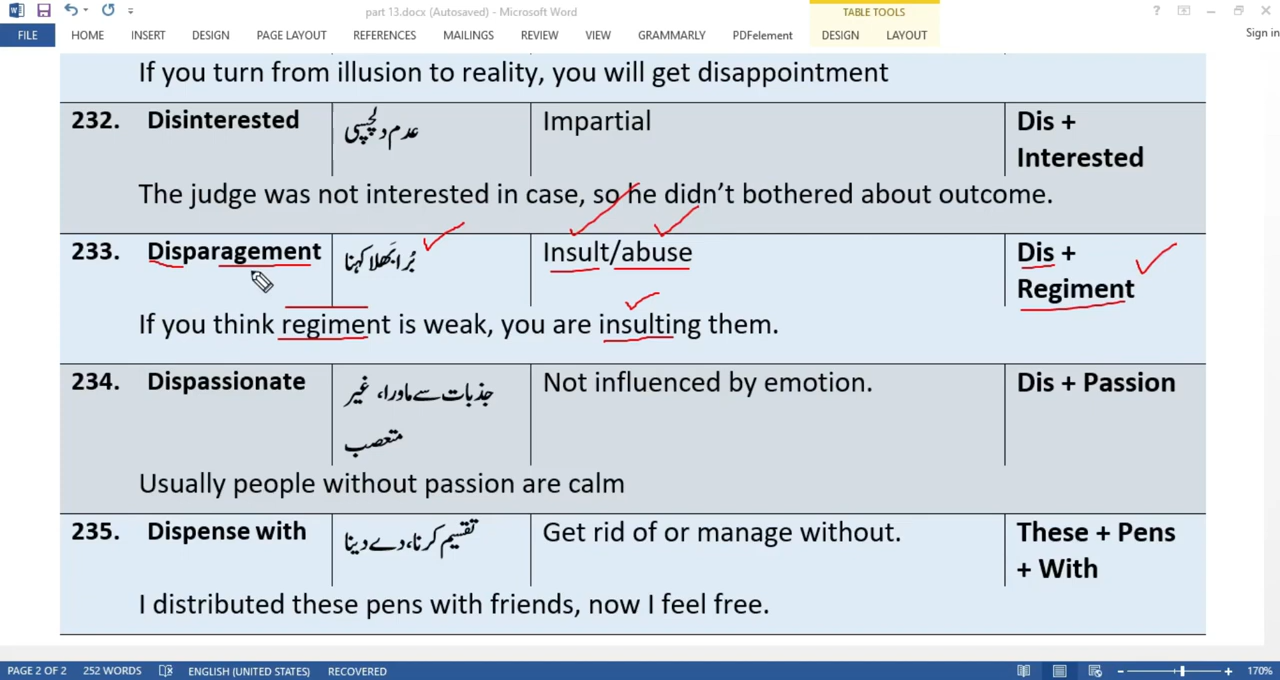 part 13.docx (Autosaved) - Microsoft Word
TABLE TOOLS
FILE HOME INSERT DESIGN PAGE LAYOUT REFERENCES MAILINGS REVIEW VIEW GRAMMARLY PDFelement DESIGN LAYOUT Sign in
If you turn from illusion to reality, you will get disappointment
232. Disinterested عدم دلچسپی Impartial Dis +
Interested
The judge was not interested in case, so he didn't bothered about outcome.
233. Disparagement بُرا بَھلا کہنا Insult/abuse Dis +
Regiment
If you think regiment is weak, you are insulting them.
234. Dispassionate جذبات سے ماورا، غیر Not influenced by emotion. Dis + Passion
متعصب
Usually people without passion are calm
235. Dispense with تقسیم کرنا، دے دینا Get rid of or manage without. These + Pens
+ With
I distributed these pens with friends, now I feel free.
PAGE 2 OF 2 252 WORDS ENGLISH (UNITED STATES) RECOVERED 170%